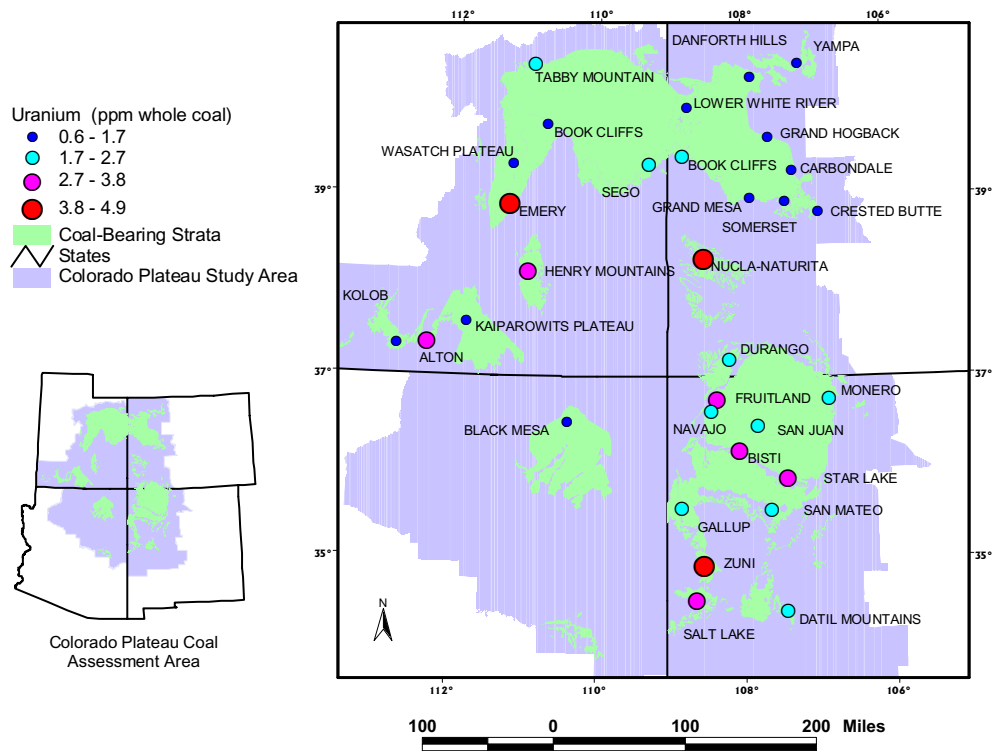 112°
110°
108°
106°
DANFORTH HILLS
YAMPA
TABBY MOUNTAIN
Uranium (ppm whole coal)
0.6 - 1.7
1.7 - 2.7
2.7 - 3.8
3.8 - 4.9
Coal-Bearing Strata
States
Colorado Plateau Study Area
LOWER WHITE RIVER
BOOK CLIFFS
GRAND HOGBACK
WASATCH PLATEAU
BOOK CLIFFS
CARBONDALE
39°
SEGO
39°
GRAND MESA
EMERY
CRESTED BUTTE
SOMERSET
HENRY MOUNTAINS
NUCLA-NATURITA
KOLOB
KAIPAROWITS PLATEAU
ALTON
DURANGO
37°
37°
MONERO
FRUITLAND
BLACK MESA
NAVAJO
SAN JUAN
BISTI
STAR LAKE
SAN MATEO
GALLUP
35°
35°
ZUNI
N
DATIL MOUNTAINS
SALT LAKE
Colorado Plateau Coal
Assessment Area
112°
110°
108°
106°
100
0
100
200 Miles